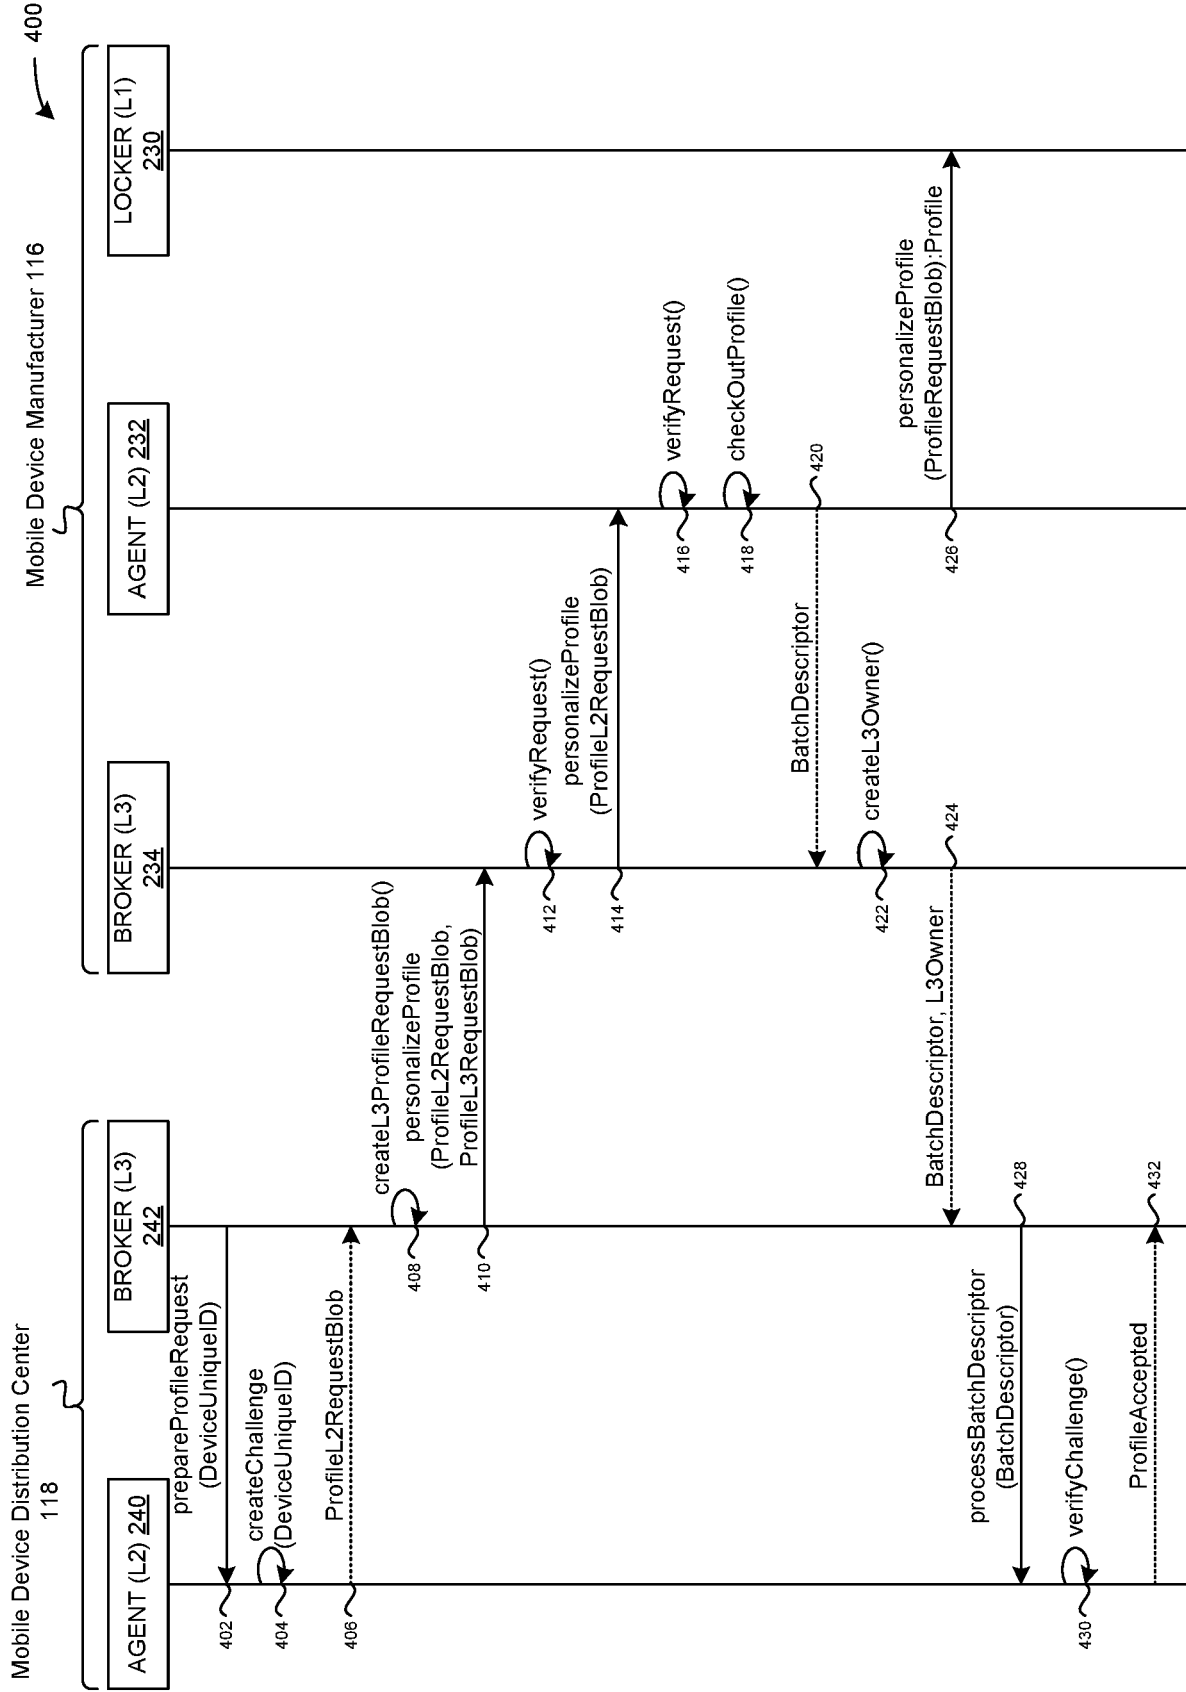 400
Mobile Device Distribution Center
118
Mobile Device Manufacturer 116
AGENT (L2) 240
BROKER (L3)
242
BROKER (L3)
234
AGENT (L2) 232
LOCKER (L1)
230
prepareProfileRequest
(DeviceUniqueID)
402
createChallenge
(DeviceUniqueID)
404
ProfileL2RequestBlob
406
createL3ProfileRequestBlob()
408
personalizeProfile
(ProfileL2RequestBlob,
ProfileL3RequestBlob)
410
verifyRequest()
412
personalizeProfile
(ProfileL2RequestBlob)
414
verifyRequest()
416
checkOutProfile()
418
420
BatchDescriptor
createL3Owner()
422
424
BatchDescriptor, L3Owner
personalizeProfile
(ProfileRequestBlob):Profile
426
processBatchDescriptor
(BatchDescriptor)
428
verifyChallenge()
430
ProfileAccepted
432